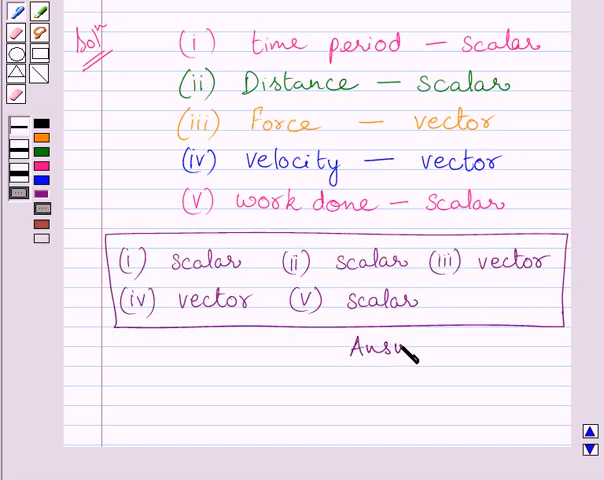 Solⁿ (i) time period – scalar
(ii) Distance – scalar
(iii) Force – vector
(iv) velocity – vector
(v) work done – scalar
(i) scalar (ii) scalar (iii) vector
(iv) vector (v) scalar
Ans